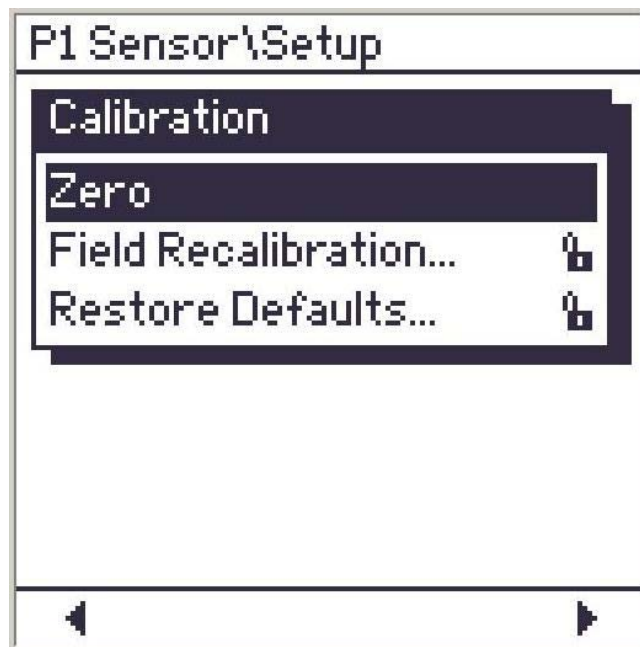 P1 Sensor\Setup
Calibration
Zero
Field Recalibration...
Restore Defaults...